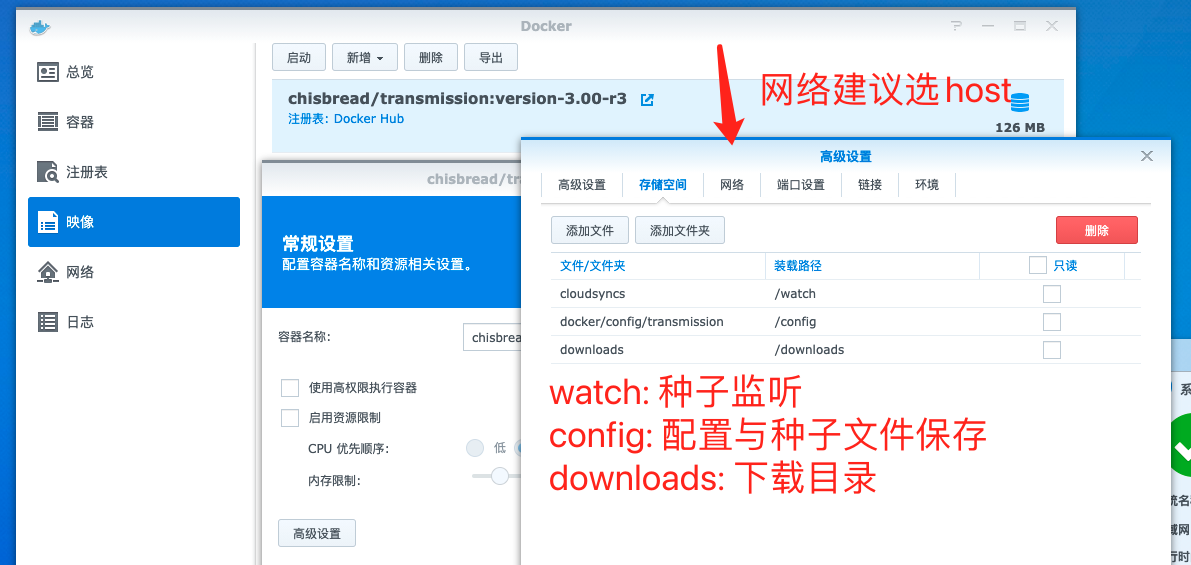 Docker
总览
容器
注册表
映像
网络
日志
启动
新增
删除
导出
chisbread/transmission:version-3.00-r3
注册表: Docker Hub
126 MB
网络建议选 host
chisbread/tra
常规设置
配置容器名称和资源相关设置。
容器名称:
chisbrea
使用高权限执行容器
启用资源限制
CPU 优先顺序:
低
内存限制:
高级设置
高级设置
高级设置
存储空间
网络
端口设置
链接
环境
添加文件
添加文件夹
删除
文件/文件夹
装载路径
只读
cloudsyncs
/watch
docker/config/transmission
/config
downloads
/downloads
watch: 种子监听
config: 配置与种子文件保存
downloads: 下载目录
系
统名
域网
行时